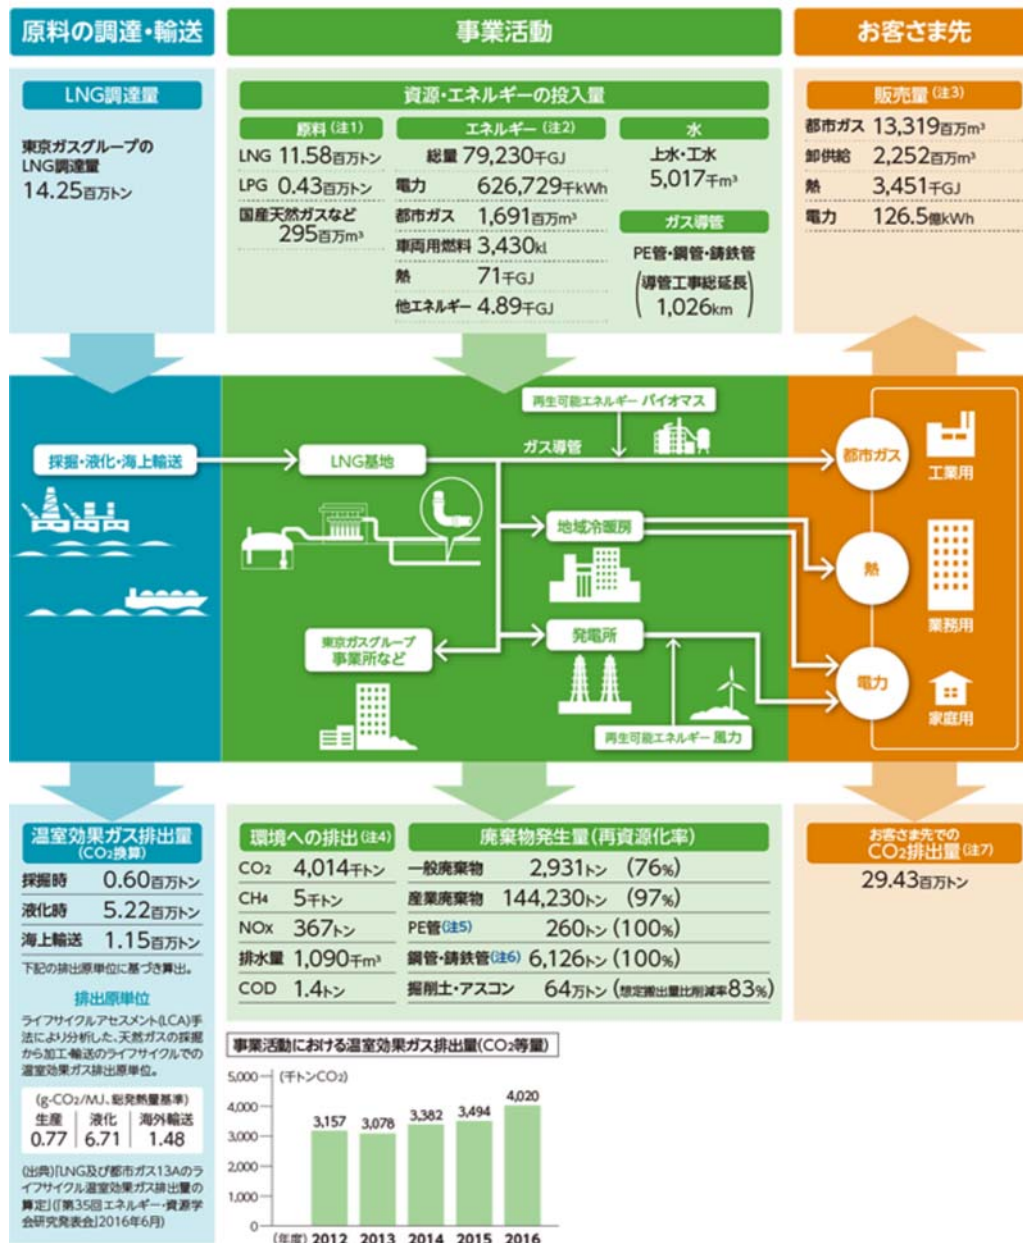 原料の調達・輸送
事業活動
お客さま先
LNG調達量
東京ガスグループの
LNG調達量
14.25百万トン
資源・エネルギーの投入量
原料(注1)
LNG 11.58百万トン
LPG 0.43百万トン
国産天然ガスなど
295百万m³
エネルギー(注2)
総量 79,230千GJ
電力 626,729千kWh
都市ガス 1,691百万m³
車両用燃料 3,430kl
熱 71千GJ
他エネルギー 4.89千GJ
水
上水・工水
5,017千m³
ガス導管
PE管・鋼管・鋳鉄管
(導管工事総延長
1,026km)
販売量(注3)
都市ガス 13,319百万m³
卸供給 2,252百万m³
熱 3,451千GJ
電力 126.5億kWh
採掘・液化・海上輸送
LNG基地
再生可能エネルギー バイオマス
ガス導管
地域冷暖房
東京ガスグループ
事業所など
発電所
再生可能エネルギー 風力
都市ガス
熱
電力
工業用
業務用
家庭用
温室効果ガス排出量
(CO₂換算)
採掘時 0.60百万トン
液化時 5.22百万トン
海上輸送 1.15百万トン
下記の排出原単位に基づき算出。
排出原単位
ライフサイクルアセスメント(LCA)手
法により分析した、天然ガスの採掘
から加工・輸送のライフサイクルでの
温室効果ガス排出原単位。
(g-CO₂/MJ、総発熱量基準)
生産 液化 海外輸送
0.77 6.71 1.48
(出典)「LNG及び都市ガス13Aのラ
イフサイクル温室効果ガス排出量の
算定」(「第35回エネルギー・資源学
会研究発表会」2016年6月)
環境への排出(注4)
CO₂ 4,014千トン
CH₄ 5千トン
NOx 367トン
排水量 1,090千m³
COD 1.4トン
廃棄物発生量(再資源化率)
一般廃棄物 2,931トン (76%)
産業廃棄物 144,230トン (97%)
PE管(注5) 260トン (100%)
鋼管・鋳鉄管(注6) 6,126トン (100%)
掘削土・アスコン 64万トン (想定搬出量比削減率83%)
お客さま先での
CO₂排出量(注7)
29.43百万トン
事業活動における温室効果ガス排出量(CO₂等量)
(千トンCO₂)
5,000
4,000
3,000
2,000
1,000
0
3,157 3,078 3,382 3,494 4,020
(年度) 2012 2013 2014 2015 2016